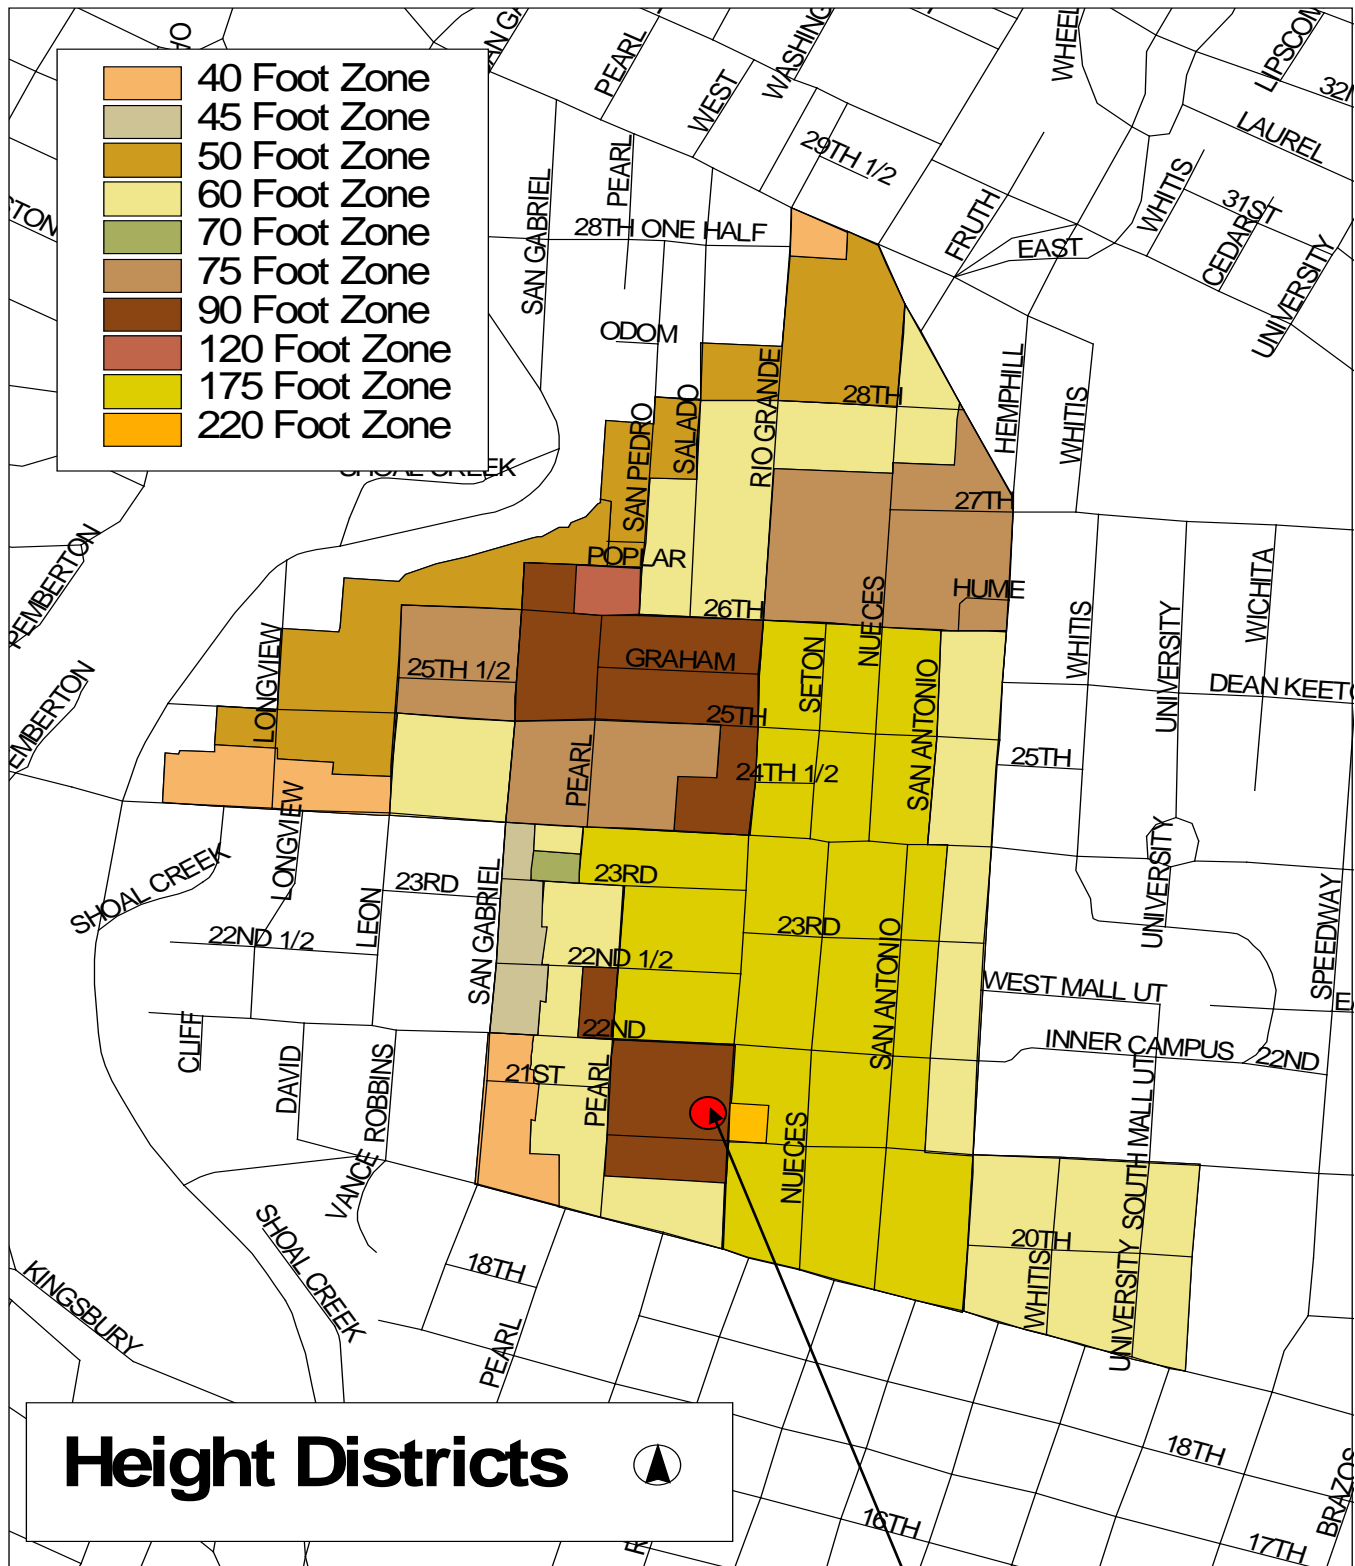 40 Foot Zone
45 Foot Zone
50 Foot Zone
60 Foot Zone
70 Foot Zone
75 Foot Zone
90 Foot Zone
120 Foot Zone
175 Foot Zone
220 Foot Zone
PEARL
WEST
WHEEL
LIPSCOM
LAUREL
29TH 1/2
PEARL
SAN GABRIEL
28TH ONE HALF
FRUTH
EAST
WHITIS
31ST
CEDAR
UNIVERSITY
ODOM
RIO GRANDE
28TH
HEMPHILL
WHITIS
SALADO
SAN PEDRO
SHOAL CREEK
27TH
PEMBERTON
POPLAR
HUME
26TH
NUECES
WHITIS
UNIVERSITY
WICHITA
LONGVIEW
25TH 1/2
GRAHAM
SETON
SAN ANTONIO
DEAN KEETO
EMBERTON
25TH
25TH
PEARL
24TH 1/2
LONGVIEW
SHOAL CREEK
23RD
SAN GABRIEL
23RD
UNIVERSITY
SPEEDWAY
LEON
22ND 1/2
22ND 1/2
23RD
SAN ANTONIO
WEST MALL UT
CLIFF
22ND
INNER CAMPUS
22ND
DAVID
VANCE ROBBINS
21ST
PEARL
NUECES
SOUTH MALL UT
SHOAL CREEK
20TH
WHITIS
UNIVERSITY
18TH
KINGSBURY
PEARL
Height Districts
18TH
16TH
17TH
BRAZOS